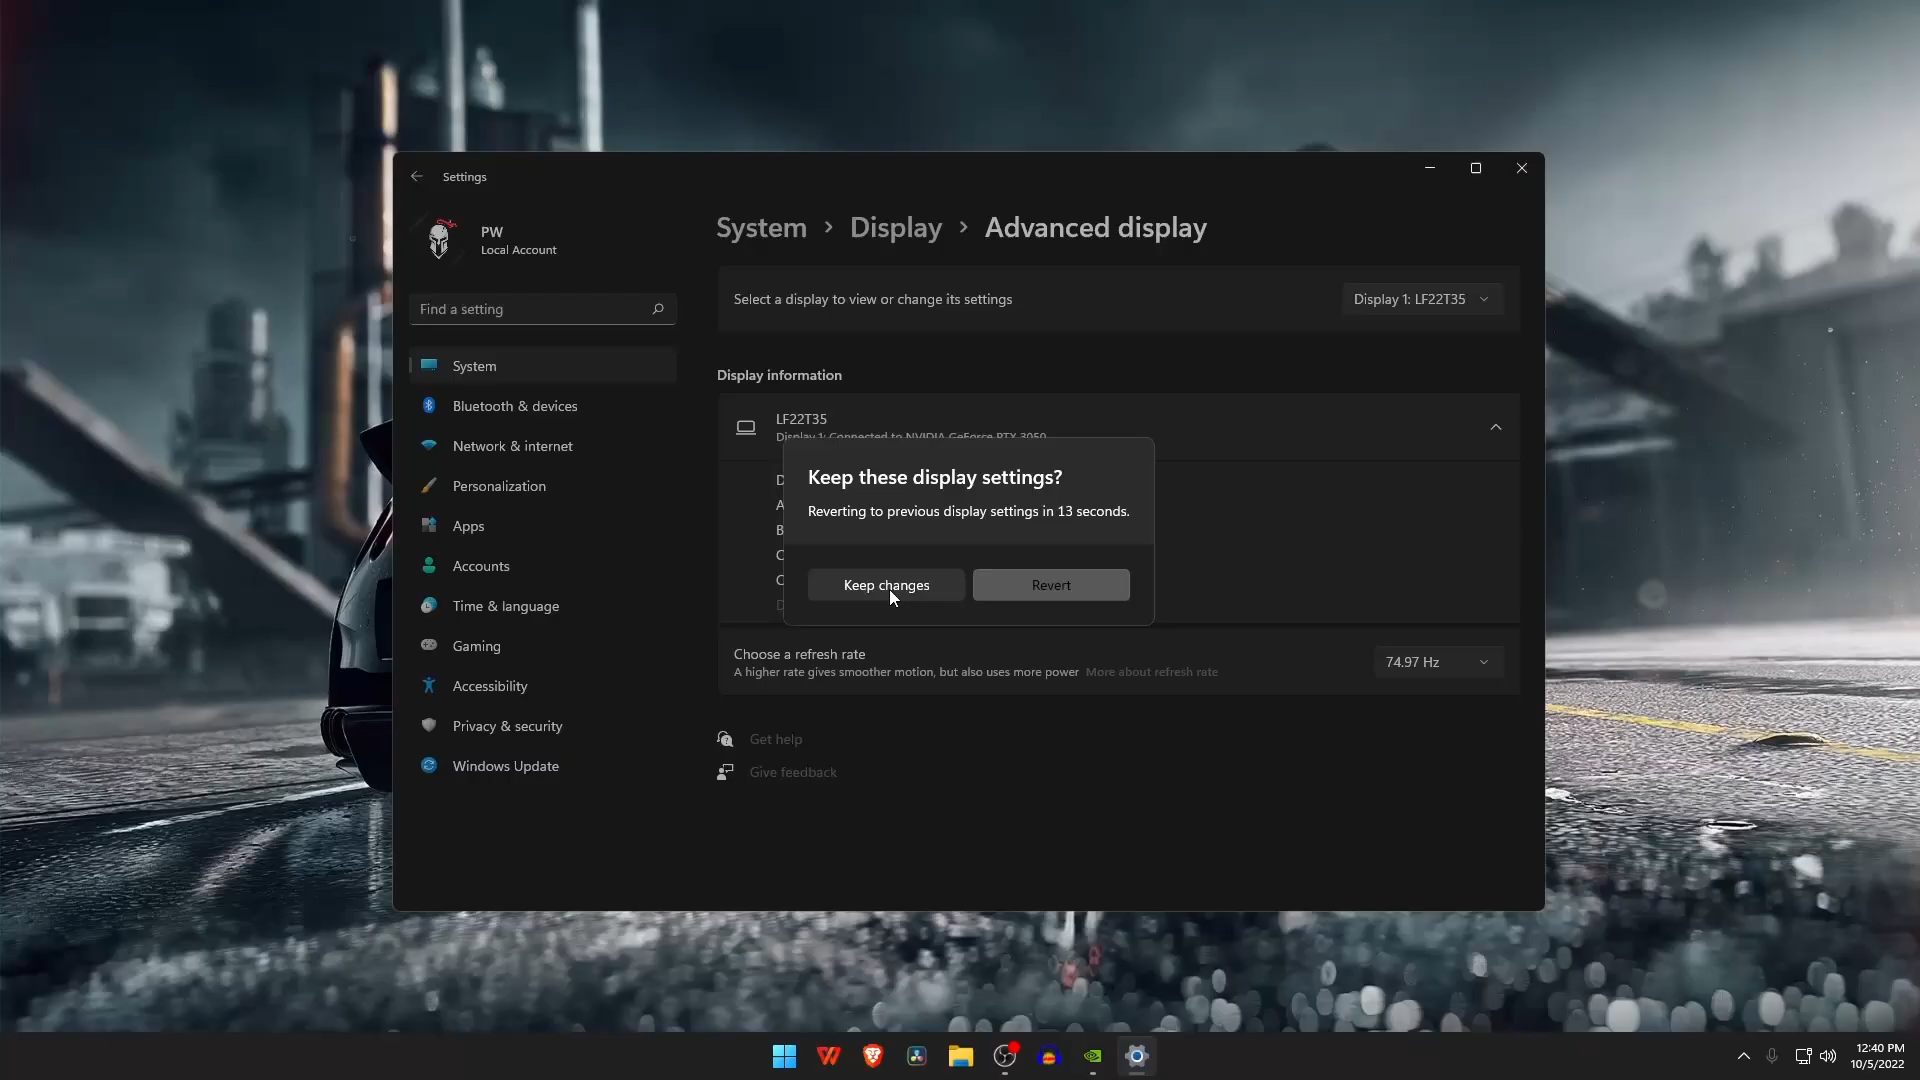 Settings
PW
Local Account
Find a setting
System
Bluetooth & devices
Network & internet
Personalization
Apps
Accounts
Time & language
Gaming
Accessibility
Privacy & security
Windows Update
System › Display › Advanced display
Select a display to view or change its settings
Display 1: LF22T35
Display information
LF22T35
Display 1: Connected to NVIDIA GeForce RTX 3050
D
A
B
C
C
D
Keep these display settings?
Reverting to previous display settings in 13 seconds.
Keep changes
Revert
Choose a refresh rate
A higher rate gives smoother motion, but also uses more power More about refresh rate
74.97 Hz
Get help
Give feedback
12:40 PM
10/5/2022